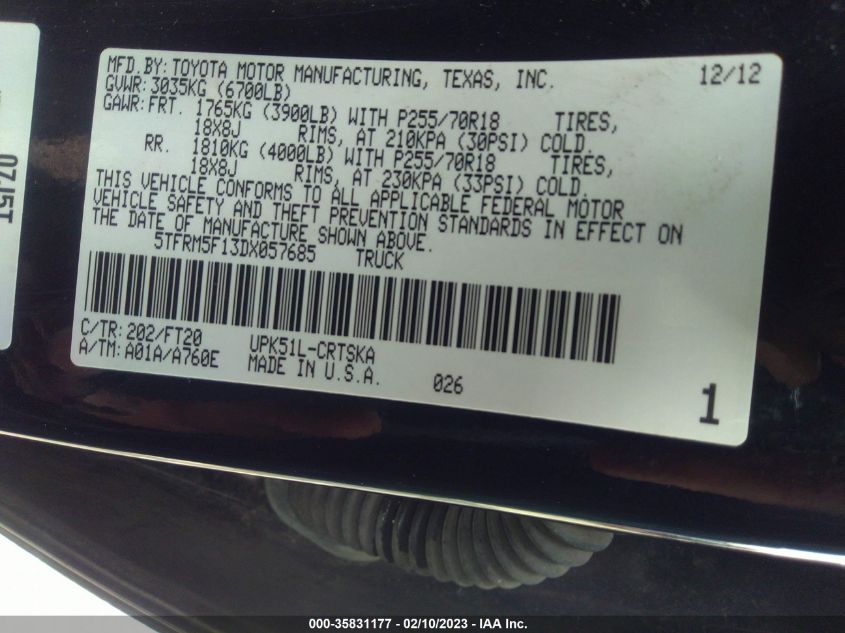 MFD.BY:TOYOTA MOTOR MANUFACTURING, TEXAS, INC. 12/12
GVWR:3035KG (6700LB)
GAWR:FRT. 1765KG (3900LB) WITH P255/70R18 TIRES,
18X8J RIMS, AT 210KPA (30PSI) COLD.
RR. 1810KG (4000LB) WITH P255/70R18 TIRES,
18X8J RIMS, AT 230KPA (33PSI) COLD
THIS VEHICLE CONFORMS TO ALL APPLICABLE FEDERAL MOTOR
VEHICLE SAFETY AND THEFT PREVENTION STANDARDS IN EFFECT ON
THE DATE OF MANUFACTURE SHOWN ABOVE.
5TFRM5F13DX057685 TRUCK
C/TR:202/FT20 UPK51L-CRTSKA
A/TM:A01A/A760E MADE IN U.S.A. 026
1
07J5T
000-35831177 - 02/10/2023 - IAA Inc.